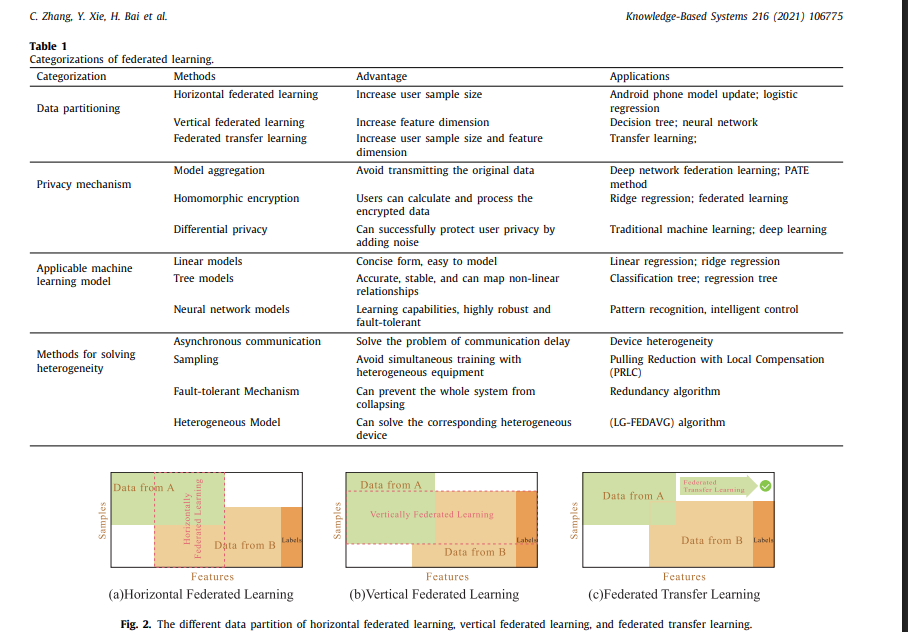 C. Zhang, Y. Xie, H. Bai et al.
Knowledge-Based Systems 216 (2021) 106775
Table 1
Categorizations of federated learning.
Categorization Methods Advantage Applications
Data partitioning
Horizontal federated learning Increase user sample size Android phone model update; logistic
regression
Vertical federated learning Increase feature dimension Decision tree; neural network
Federated transfer learning Increase user sample size and feature Transfer learning;
dimension
Privacy mechanism
Model aggregation Avoid transmitting the original data Deep network federation learning; PATE
method
Homomorphic encryption Users can calculate and process the Ridge regression; federated learning
encrypted data
Differential privacy Can successfully protect user privacy by Traditional machine learning; deep learning
adding noise
Applicable machine
learning model
Linear models Concise form, easy to model Linear regression; ridge regression
Tree models Accurate, stable, and can map non-linear Classification tree; regression tree
relationships
Neural network models Learning capabilities, highly robust and Pattern recognition, intelligent control
fault-tolerant
Methods for solving
heterogeneity
Asynchronous communication Solve the problem of communication delay Device heterogeneity
Sampling Avoid simultaneous training with Pulling Reduction with Local Compensation
heterogeneous equipment (PRLC)
Fault-tolerant Mechanism Can prevent the whole system from Redundancy algorithm
collapsing
Heterogeneous Model Can solve the corresponding heterogeneous (LG-FEDAVG) algorithm
device
Samples
Data from A
Horizontally
Federated Learning
Data from B
Labels
Features
(a)Horizontal Federated Learning
Samples
Data from A
Vertically Federated Learning
Data from B
Labels
Features
(b)Vertical Federated Learning
Samples
Data from A
Federated
Transfer Learning
Data from B
Labels
Features
(c)Federated Transfer Learning
Fig. 2. The different data partition of horizontal federated learning, vertical federated learning, and federated transfer learning.